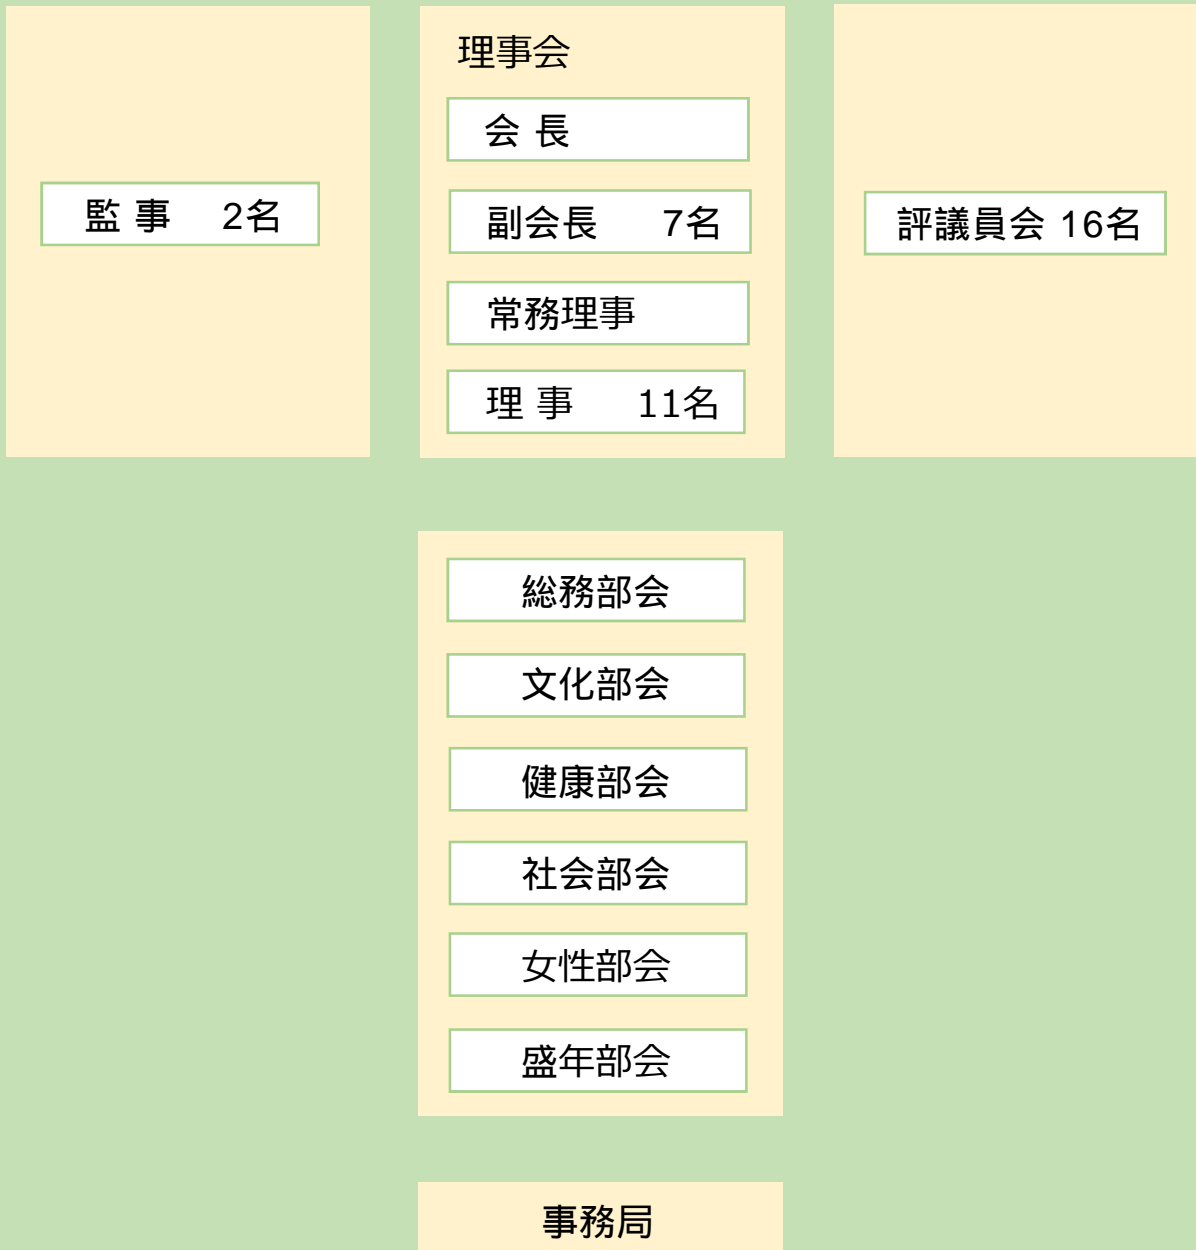 監 事 2名
理事会
会 長
副会長 7名
常務理事
理 事 11名
評議員会 16名
総務部会
文化部会
健康部会
社会部会
女性部会
盛年部会
事務局